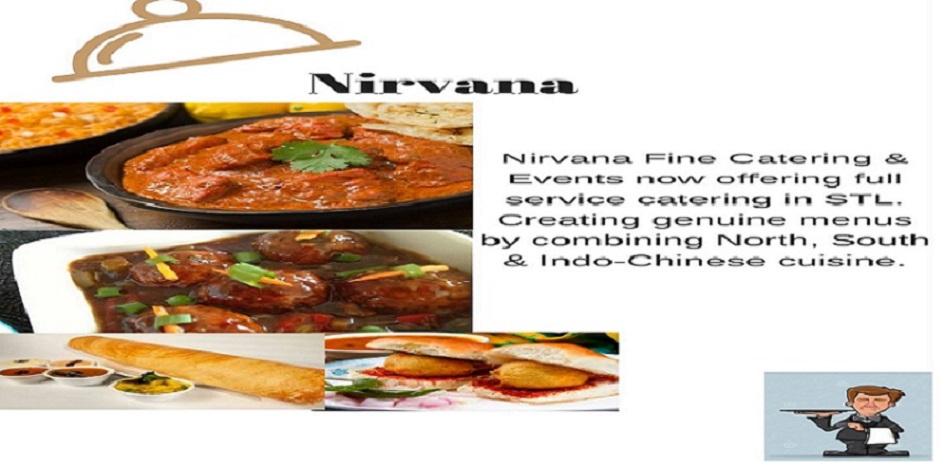 Nirvana
Nirvana Fine Catering &
Events now offering full
service catering in STL.
Creating genuine menus
by combining North, South
& Indo-Chinese cuisine.